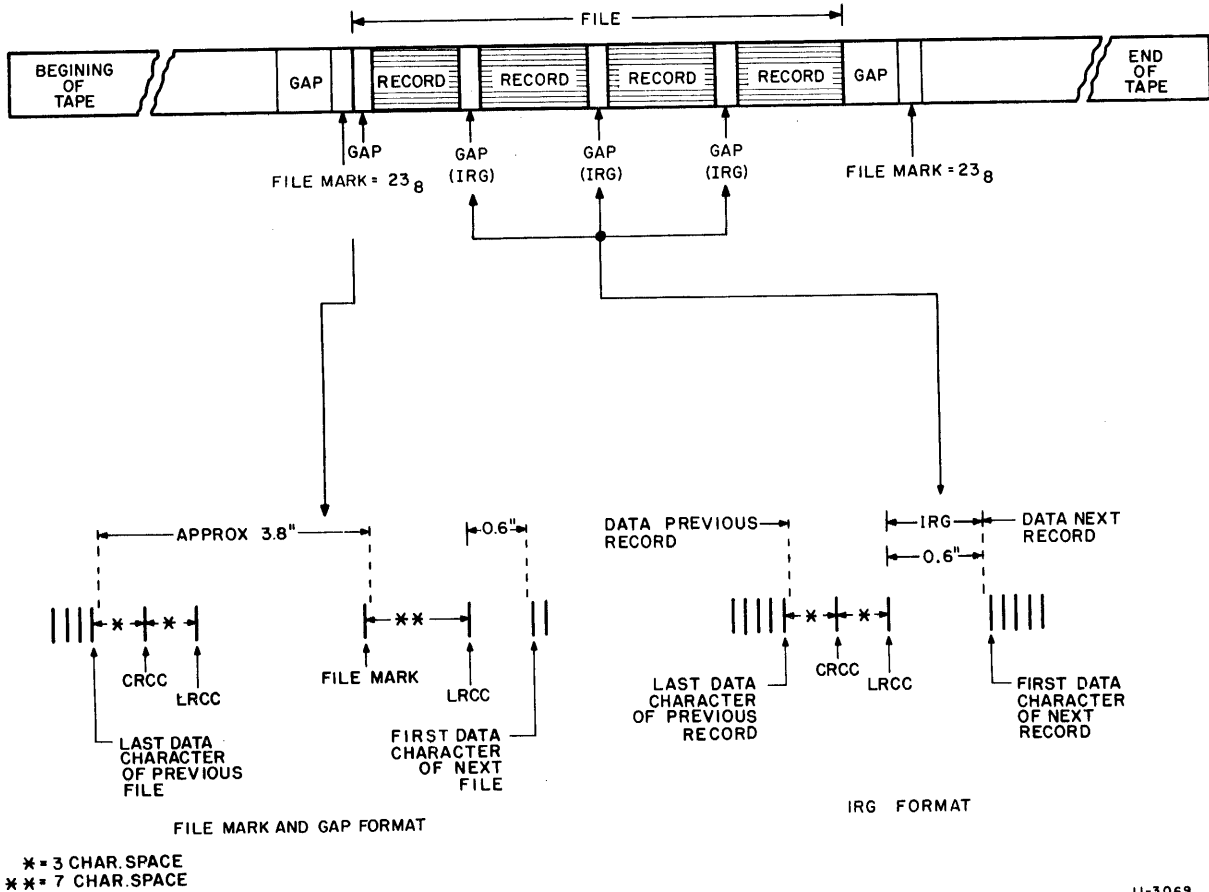 FILE
BEGINING
OF
TAPE
GAP
RECORD
RECORD
RECORD
RECORD
GAP
END
OF
TAPE
GAP
FILE MARK = 23₈
GAP
(IRG)
GAP
(IRG)
GAP
(IRG)
FILE MARK = 23₈
APPROX 3.8"
0.6"
*
*
**
CRCC
LRCC
FILE MARK
LRCC
LAST DATA
CHARACTER
OF PREVIOUS
FILE
FIRST DATA
CHARACTER
OF NEXT
FILE
FILE MARK AND GAP FORMAT
DATA PREVIOUS
RECORD
IRG
DATA NEXT
RECORD
0.6"
*
*
CRCC
LRCC
LAST DATA
CHARACTER
OF PREVIOUS
RECORD
FIRST DATA
CHARACTER
OF NEXT
RECORD
IRG FORMAT
* = 3 CHAR. SPACE
** = 7 CHAR. SPACE
11-3069